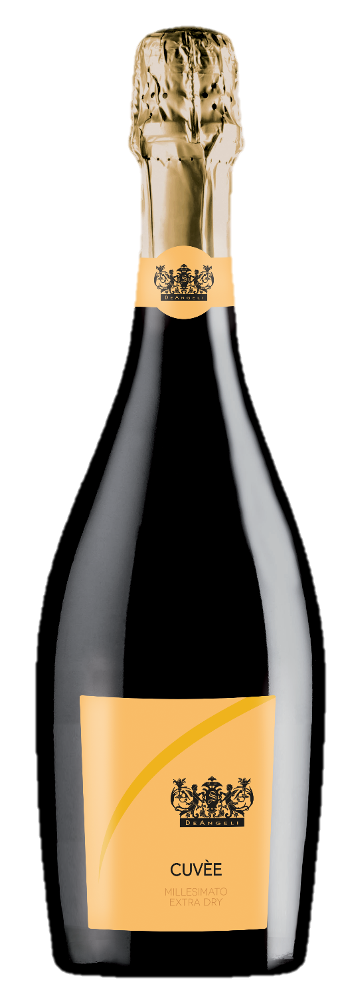 DEANGELI
S
DEANGELI
CUVÈE
MILLESIMATO
EXTRA DRY